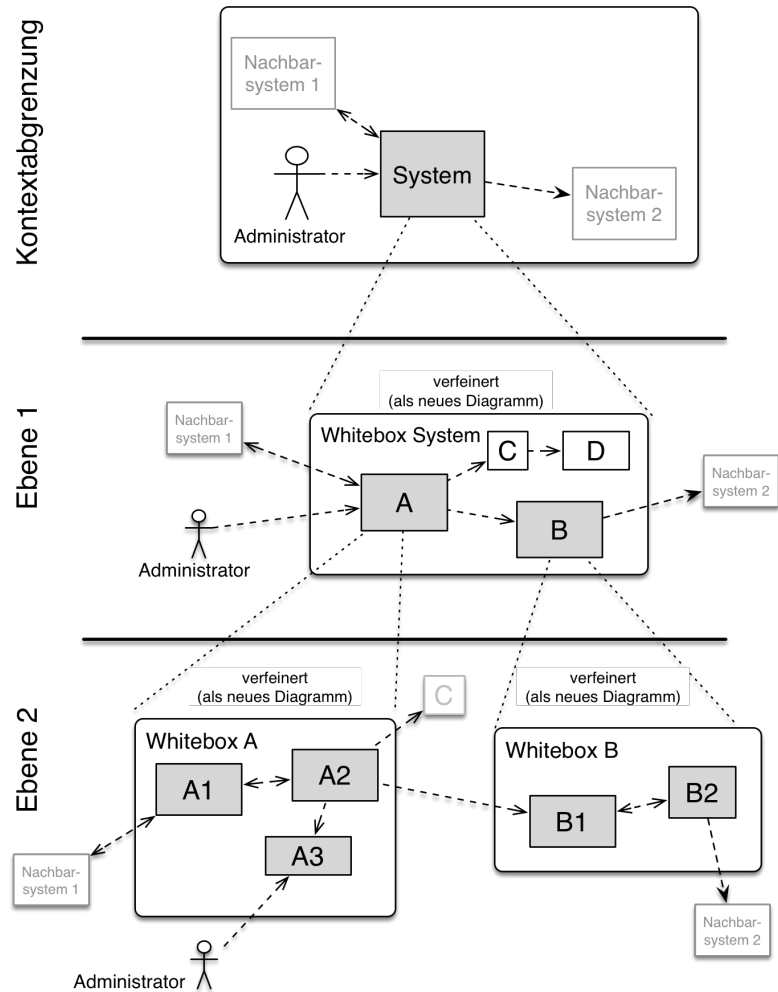 Kontextabgrenzung
Nachbar-
system 1
System
Nachbar-
system 2
Administrator
Ebene 1
verfeinert
(als neues Diagramm)
Nachbar-
system 1
Whitebox System
C
D
A
B
Nachbar-
system 2
Administrator
Ebene 2
verfeinert
(als neues Diagramm)
C
verfeinert
(als neues Diagramm)
Whitebox A
A1
A2
A3
Nachbar-
system 1
Administrator
Whitebox B
B1
B2
Nachbar-
system 2